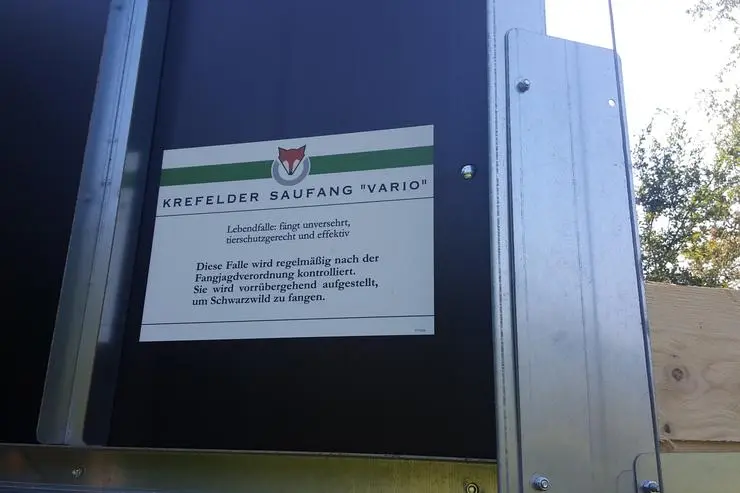 KREFELDER SAUFANG "VARIO"
Lebendfalle: fängt unversehrt,
tierschutzgerecht und effektiv
Diese Falle wird regelmäßig nach der
Fangjagdverordnung kontrolliert.
Sie wird vorrübergehend aufgestellt,
um Schwarzwild zu fangen.